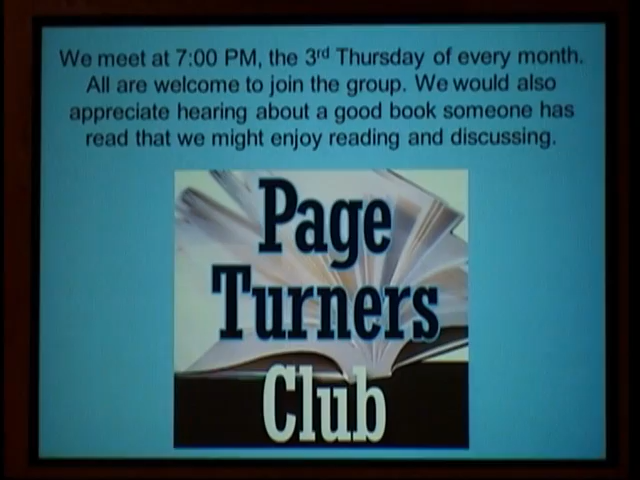 We meet at 7:00 PM, the 3rd Thursday of every month.
All are welcome to join the group. We would also
appreciate hearing about a good book someone has
read that we might enjoy reading and discussing.
Page
Turners
Club